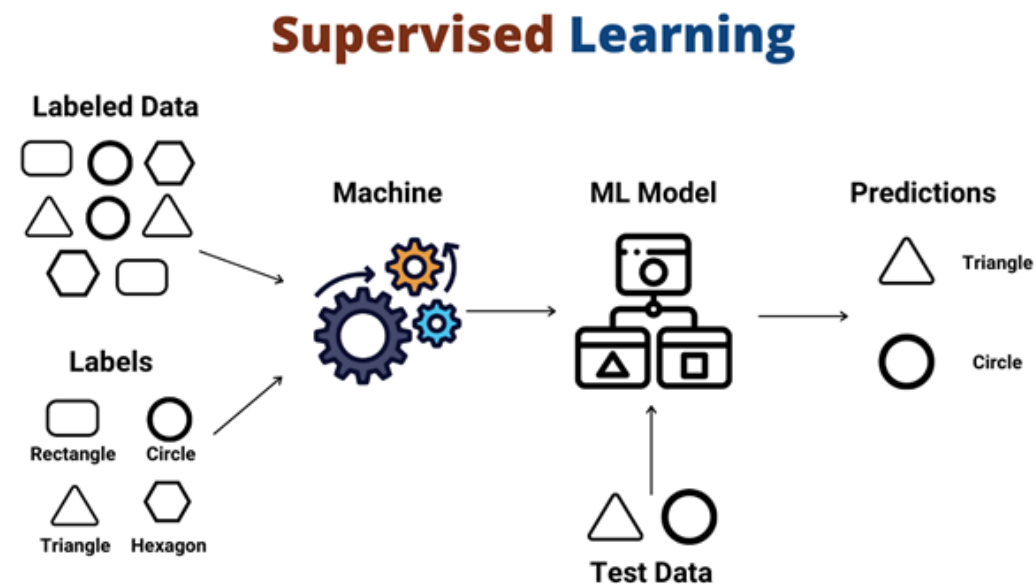 Supervised Learning
Labeled Data
Machine
ML Model
Predictions
Triangle
Circle
Labels
Rectangle Circle
Triangle Hexagon
Test Data